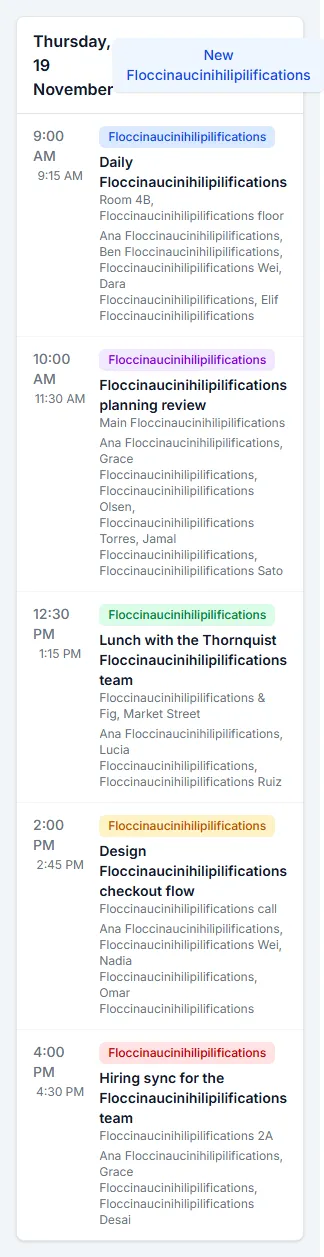 Thursday,
19
November
New
Floccinaucinihilipilifications
9:00
AM
9:15 AM
Floccinaucinihilipilifications
Daily
Floccinaucinihilipilifications
Room 4B,
Floccinaucinihilipilifications floor
Ana Floccinaucinihilipilifications,
Ben Floccinaucinihilipilifications,
Floccinaucinihilipilifications Wei,
Dara
Floccinaucinihilipilifications, Elif
Floccinaucinihilipilifications
10:00
AM
11:30 AM
Floccinaucinihilipilifications
Floccinaucinihilipilifications
planning review
Main Floccinaucinihilipilifications
Ana Floccinaucinihilipilifications,
Grace
Floccinaucinihilipilifications,
Floccinaucinihilipilifications
Olsen,
Floccinaucinihilipilifications
Torres, Jamal
Floccinaucinihilipilifications,
Floccinaucinihilipilifications Sato
12:30
PM
1:15 PM
Floccinaucinihilipilifications
Lunch with the Thornquist
Floccinaucinihilipilifications
team
Floccinaucinihilipilifications &
Fig, Market Street
Ana Floccinaucinihilipilifications,
Lucia
Floccinaucinihilipilifications,
Floccinaucinihilipilifications Ruiz
2:00
PM
2:45 PM
Floccinaucinihilipilifications
Design
Floccinaucinihilipilifications
checkout flow
Floccinaucinihilipilifications call
Ana Floccinaucinihilipilifications,
Floccinaucinihilipilifications Wei,
Nadia
Floccinaucinihilipilifications,
Omar
Floccinaucinihilipilifications
4:00
PM
4:30 PM
Floccinaucinihilipilifications
Hiring sync for the
Floccinaucinihilipilifications
team
Floccinaucinihilipilifications 2A
Ana Floccinaucinihilipilifications,
Grace
Floccinaucinihilipilifications,
Floccinaucinihilipilifications
Desai